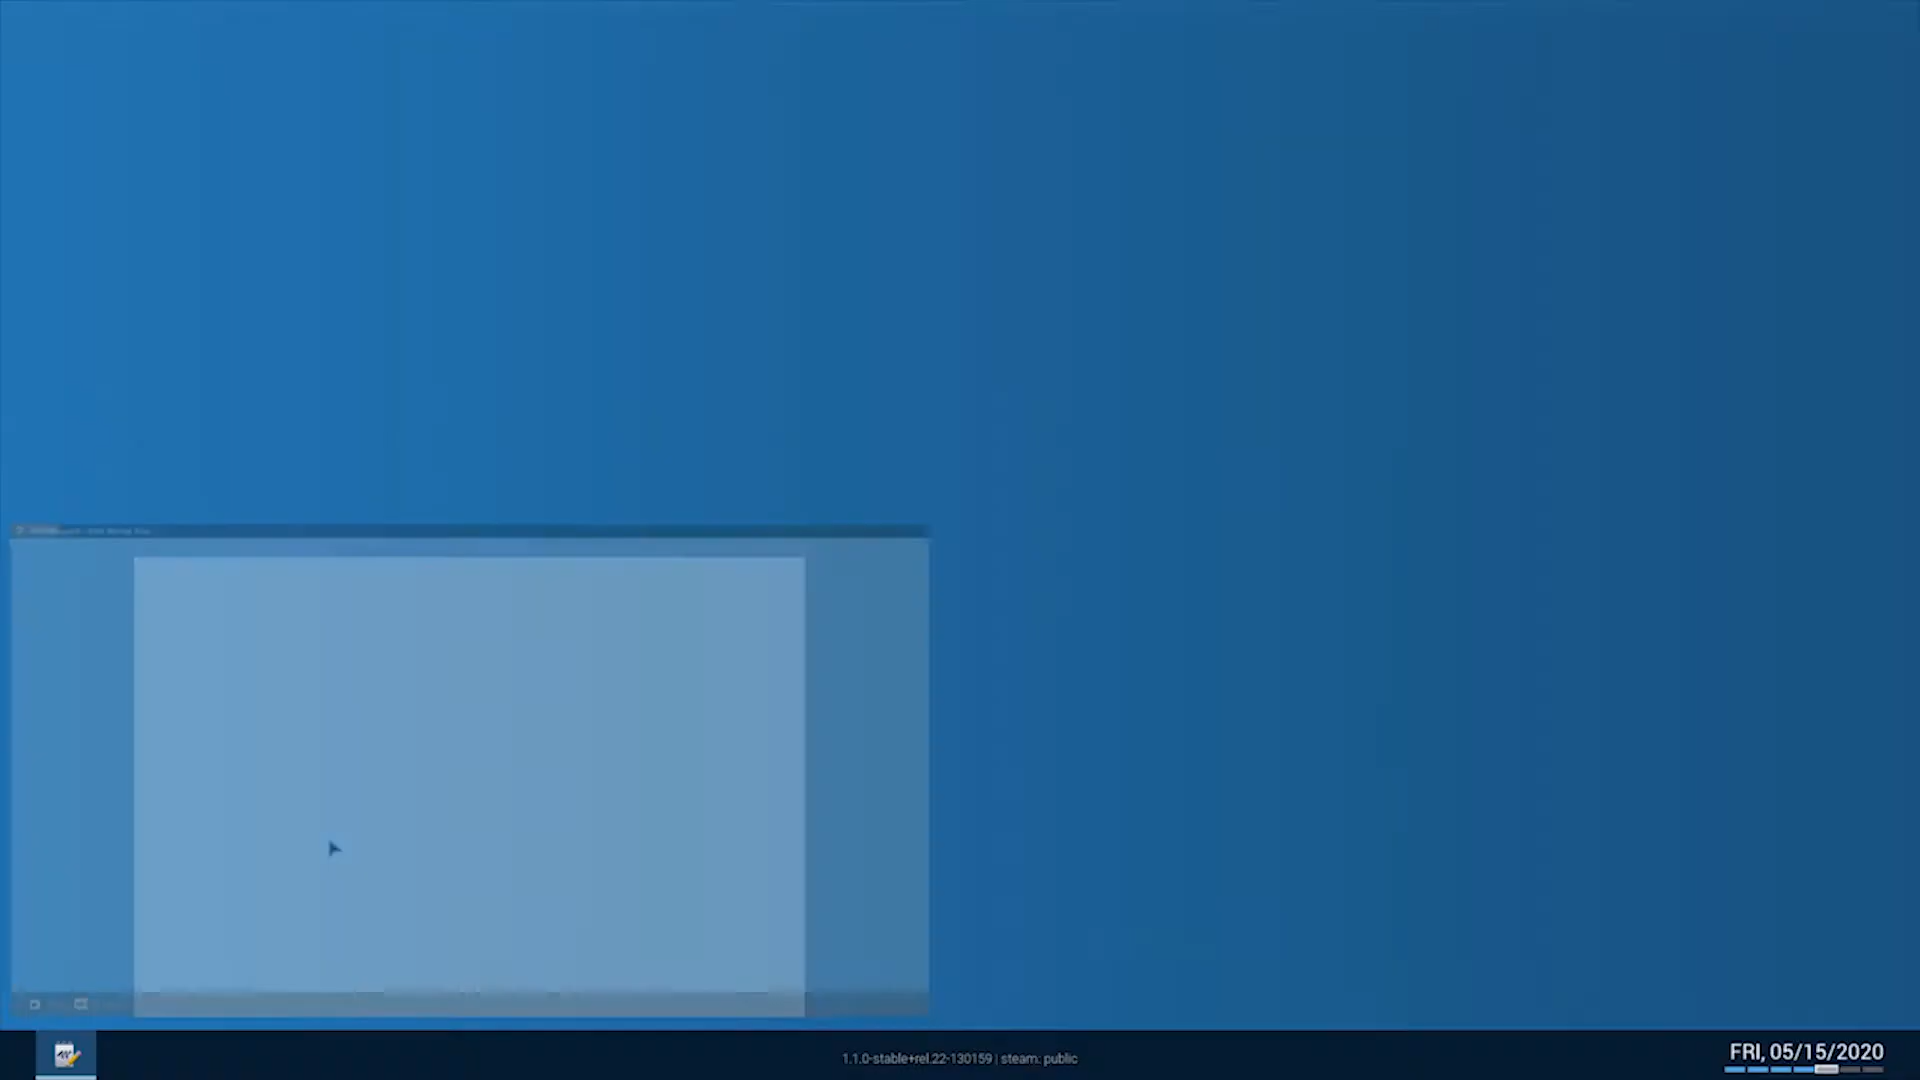 1.1.0-stable+rel.22-130159 | steam: public
FRI, 05/15/2020